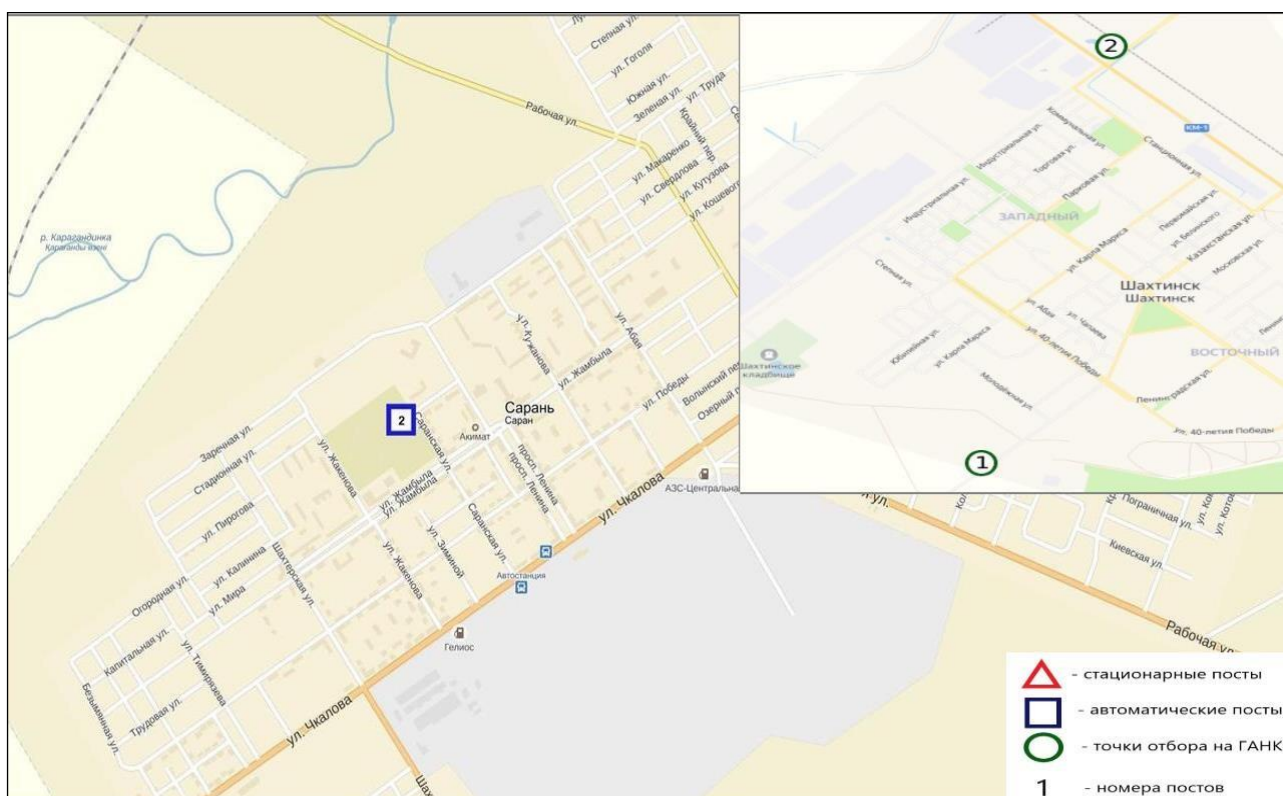 Степная ул.
ул. Гоголя
Южная ул.
Зеленая ул.
ул. Труда
Рабочая ул.
Крайний пер.
ул. Макаренко
ул. Свердлова
ул. Кутузова
ул. Кошевого
р. Карагандинка
Қарағанды өзені
ул. Кужанова
ул. Абая
ул. Жамбыла
ул. Победы
Волынский пер
Озерный п
Сарань
Саран
Акимат
2
Саранская ул.
Заречная ул.
Стадионная ул.
ул. Жакенова
ул. Жамбыла
ул. Жамбыла
просп. Ленина
просп. Ленина
АЗС-Центральна
ул. Чкалова
ул. Пирогова
Саранская ул.
ул. Зиминой
ул. Калинина
Шахтерская ул.
ул. Жакенова
Автостанция
Огородная ул.
ул. Мира
Гелиос
Капитальная ул.
ул. Тимирязева
Безымянная ул.
Трудовая ул.
ул. Чкалова
2
КМ-1
Коммунальная ул.
Индустриальная ул.
Торговая ул.
Станционная ул.
Парковая ул.
Индустриальная ул.
ЗАПАДНЫЙ
Первомайская ул.
ул. Белинского
ул. Карла Маркса
Казахстанская ул.
Московская ул.
Степная ул.
Шахтинск
Шахтинск
ул. Абая
ул. Чапаева
ул. 40-летия Победы
Юбилейная ул.
ул. Карла Маркса
ВОСТОЧНЫЙ
Шахтинское
кладбище
Молодёжная ул.
Ленинградская ул.
ул. 40-летия Победы
1
Пограничная ул.
ул. Кото
Киевская ул.
Рабочая ул.
- стационарные посты
- автоматические посты
- точки отбора на ГАНК
1 - номера постов